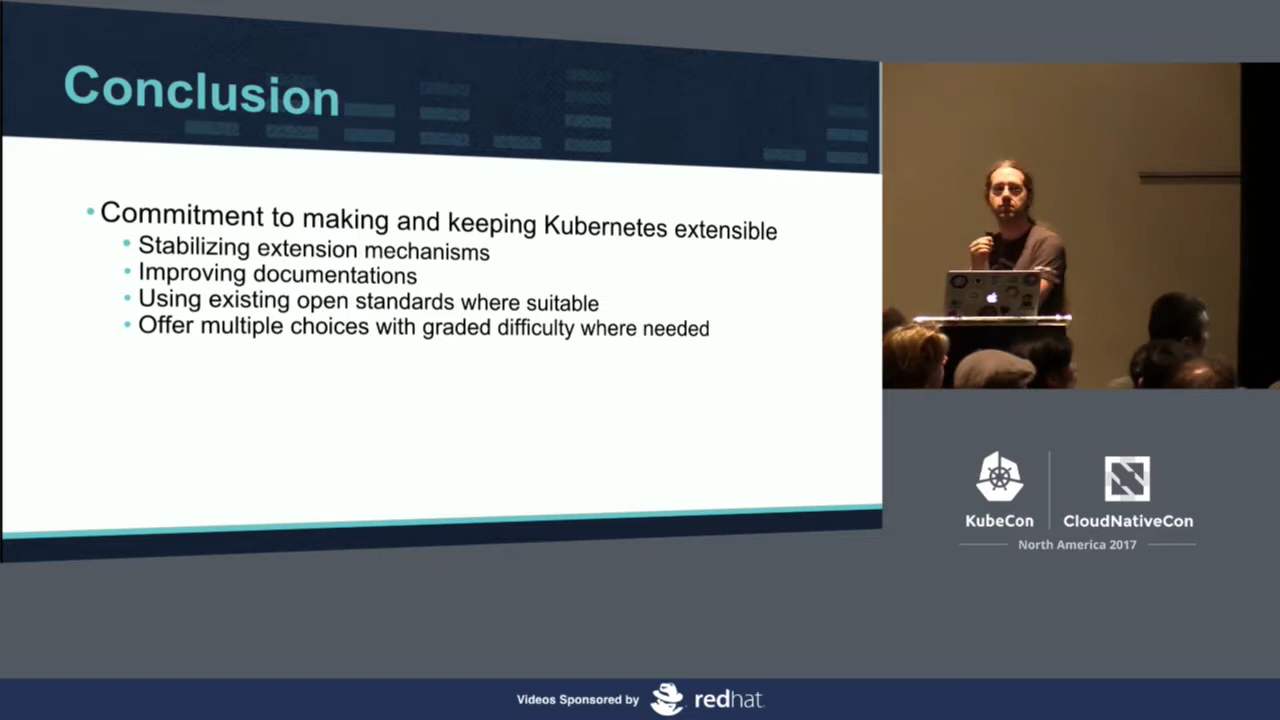 Conclusion
• Commitment to making and keeping Kubernetes extensible
• Stabilizing extension mechanisms
• Improving documentations
• Using existing open standards where suitable
• Offer multiple choices with graded difficulty where needed
KubeCon
CloudNativeCon
North America 2017
Videos Sponsored by redhat